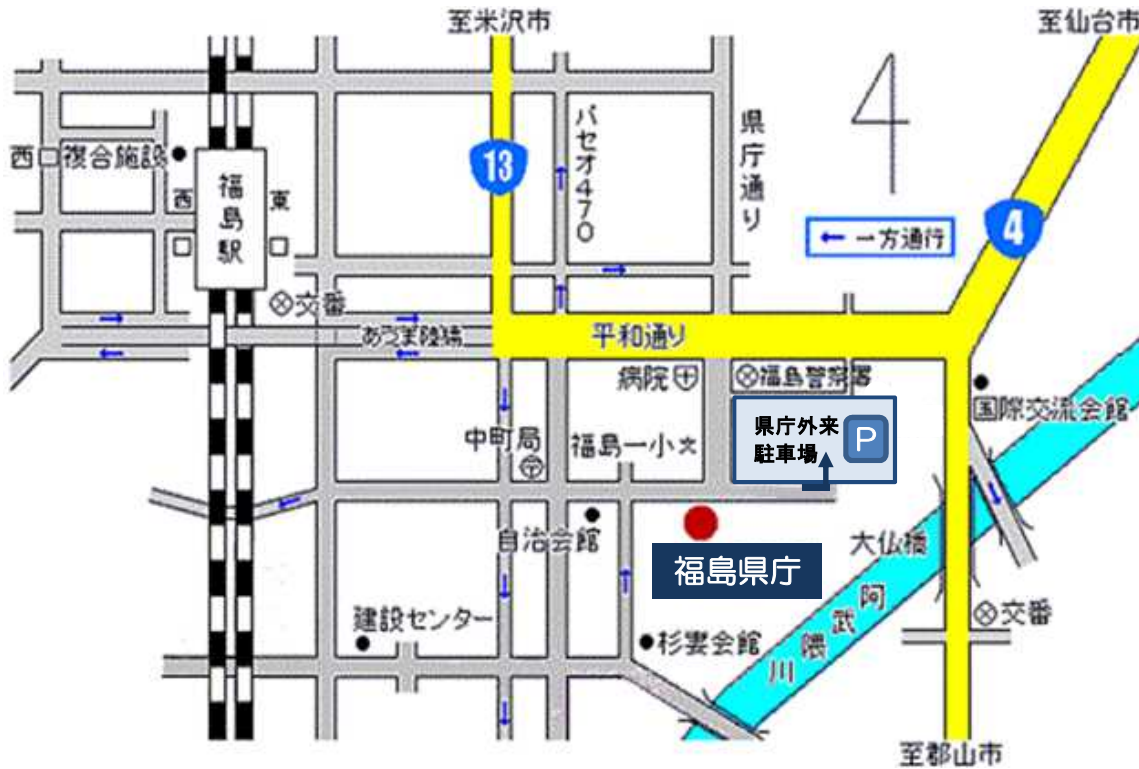 至米沢市
至仙台市
13
パセオ470
県庁通り
4
西口複合施設
西口
福島駅
東口
一方通行
交番
あづま陸橋
平和通り
病院
福島警察署
県庁外来
駐車場
P
国際交流会館
中町局
福島一小
文
自治会館
福島県庁
大仏橋
阿武隈川
交番
建設センター
杉妻会館
至郡山市